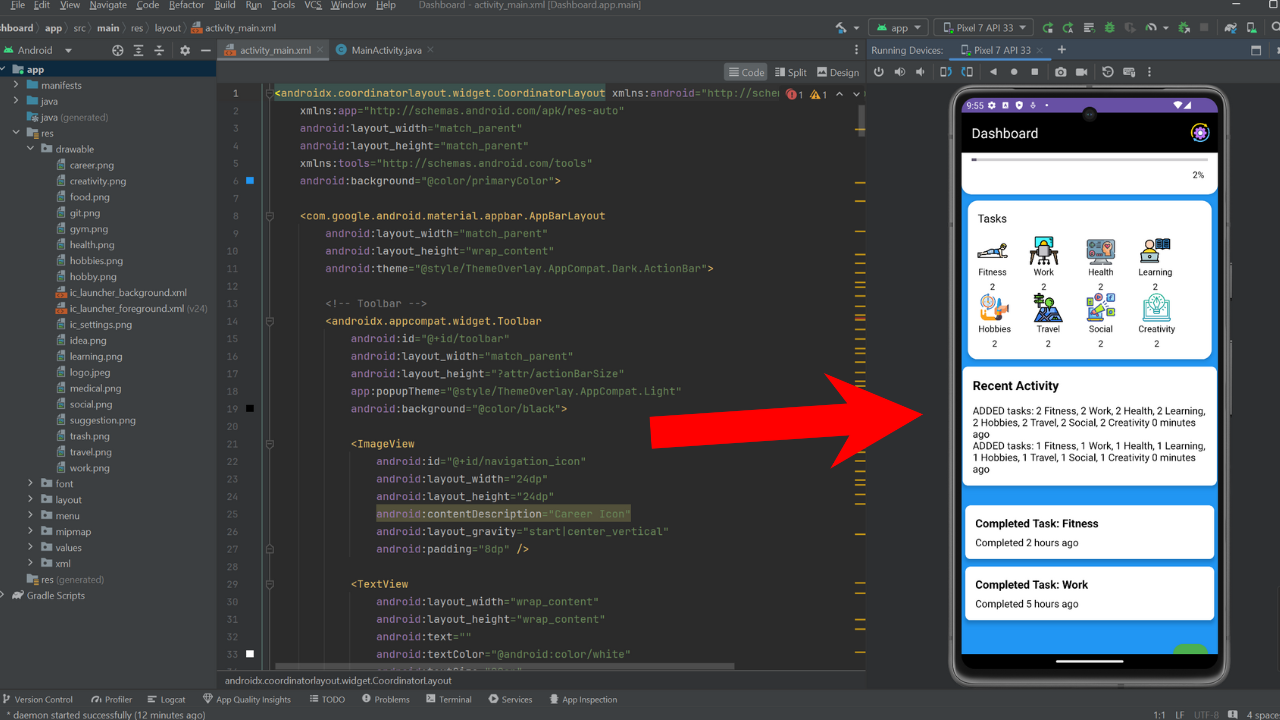 File Edit View Navigate Code Refactor Build Run Tools VCS Window Help Dashboard - activity_main.xml [Dashboard.app.main]
shboard app src main res layout activity_main.xml app Pixel 7 API 33
Android activity_main.xml MainActivity.java Running Devices: Pixel 7 API 33
Code Split Design
app
manifests
java
java (generated)
res
drawable
career.png
creativity.png
food.png
git.png
gym.png
health.png
hobbies.png
hobby.png
ic_launcher_background.xml
ic_launcher_foreground.xml (v24)
ic_settings.png
idea.png
learning.png
logo.jpeg
medical.png
social.png
suggestion.png
trash.png
travel.png
work.png
font
layout
menu
mipmap
values
xml
res (generated)
Gradle Scripts
1 <androidx.coordinatorlayout.widget.CoordinatorLayout xmlns:android="http://sche 1 1
2 xmlns:app="http://schemas.android.com/apk/res-auto"
3 android:layout_width="match_parent"
4 android:layout_height="match_parent"
5 xmlns:tools="http://schemas.android.com/tools"
6 android:background="@color/primaryColor">
7
8 <com.google.android.material.appbar.AppBarLayout
9 android:layout_width="match_parent"
10 android:layout_height="wrap_content"
11 android:theme="@style/ThemeOverlay.AppCompat.Dark.ActionBar">
12
13 <!-- Toolbar -->
14 <androidx.appcompat.widget.Toolbar
15 android:id="@+id/toolbar"
16 android:layout_width="match_parent"
17 android:layout_height="?attr/actionBarSize"
18 app:popupTheme="@style/ThemeOverlay.AppCompat.Light"
19 android:background="@color/black">
20
21 <ImageView
22 android:id="@+id/navigation_icon"
23 android:layout_width="24dp"
24 android:layout_height="24dp"
25 android:contentDescription="Career Icon"
26 android:layout_gravity="start|center_vertical"
27 android:padding="8dp" />
28
29 <TextView
30 android:layout_width="wrap_content"
31 android:layout_height="wrap_content"
32 android:text=""
33 android:textColor="@android:color/white"
androidx.coordinatorlayout.widget.CoordinatorLayout
9:55
Dashboard
2%
Tasks
Fitness Work Health Learning
2 2 2 2
Hobbies Travel Social Creativity
2 2 2 2
Recent Activity
ADDED tasks: 2 Fitness, 2 Work, 2 Health, 2 Learning,
2 Hobbies, 2 Travel, 2 Social, 2 Creativity 0 minutes
ago
ADDED tasks: 1 Fitness, 1 Work, 1 Health, 1 Learning,
1 Hobbies, 1 Travel, 1 Social, 1 Creativity 0 minutes
ago
Completed Task: Fitness
Completed 2 hours ago
Completed Task: Work
Completed 5 hours ago
Version Control Profiler Logcat App Quality Insights TODO Problems Terminal Services App Inspection
* daemon started successfully (12 minutes ago) 1:1 LF UTF-8 4 space